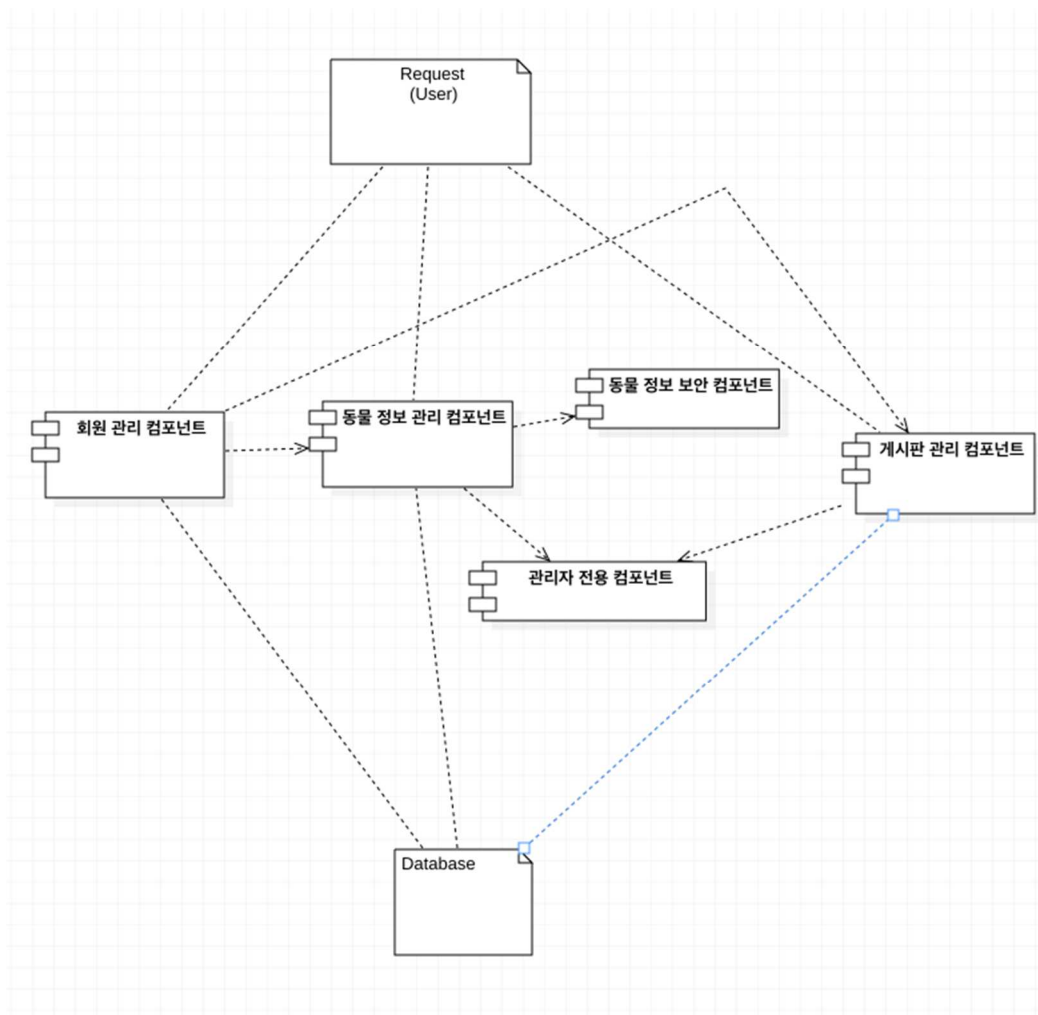 Request
(User)
동물 정보 보안 컴포넌트
회원 관리 컴포넌트
동물 정보 관리 컴포넌트
게시판 관리 컴포넌트
관리자 전용 컴포넌트
Database